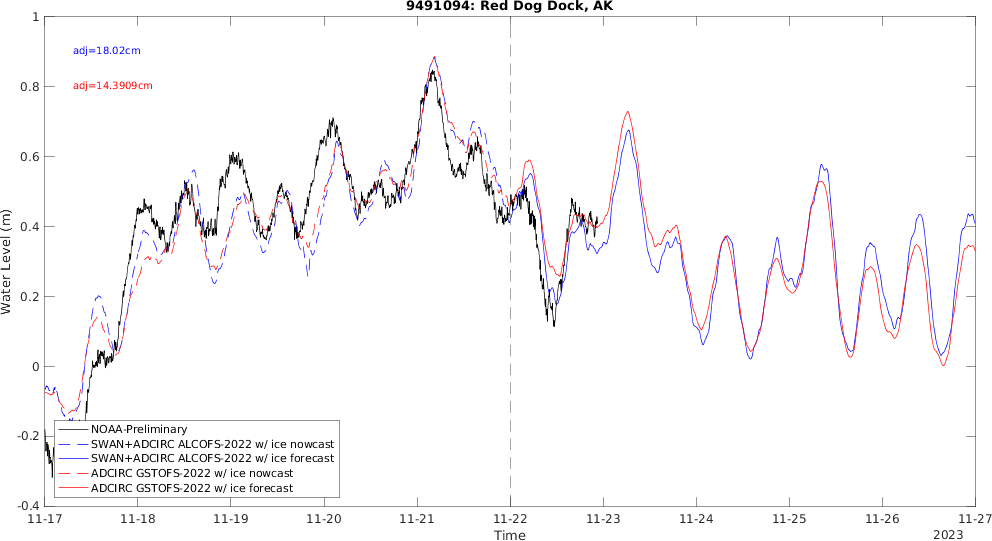 9491094: Red Dog Dock, AK
adj=18.02cm
adj=14.3909cm
Water Level (m)
1
0.8
0.6
0.4
0.2
0
-0.2
-0.4
NOAA-Preliminary
SWAN+ADCIRC ALCOFS-2022 w/ ice nowcast
SWAN+ADCIRC ALCOFS-2022 w/ ice forecast
ADCIRC GSTOFS-2022 w/ ice nowcast
ADCIRC GSTOFS-2022 w/ ice forecast
11-17 11-18 11-19 11-20 11-21 11-22 11-23 11-24 11-25 11-26 11-27
Time
2023